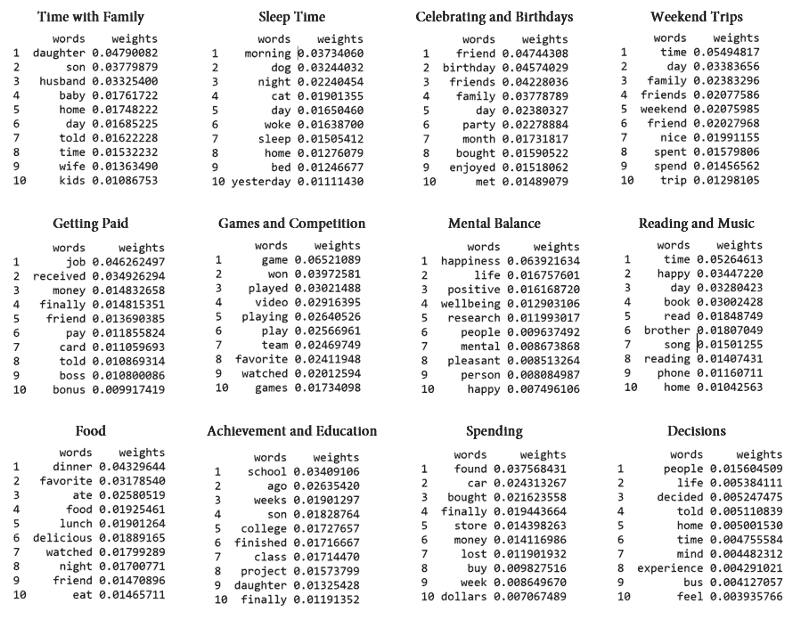 Time with Family
words weights
1 daughter 0.04790082
2 son 0.03779879
3 husband 0.03325400
4 baby 0.01761722
5 home 0.01748222
6 day 0.01685225
7 told 0.01622228
8 time 0.01532232
9 wife 0.01363490
10 kids 0.01086753
Sleep Time
words weights
1 morning 0.03734060
2 dog 0.03244032
3 night 0.02240454
4 cat 0.01901355
5 day 0.01650460
6 woke 0.01638700
7 sleep 0.01505412
8 home 0.01276079
9 bed 0.01246677
10 yesterday 0.01111430
Celebrating and Birthdays
words weights
1 friend 0.04744308
2 birthday 0.04574029
3 friends 0.04228036
4 family 0.03778789
5 day 0.02380327
6 party 0.02278884
7 month 0.01731817
8 bought 0.01590522
9 enjoyed 0.01518062
10 met 0.01489079
Weekend Trips
words weights
1 time 0.05494817
2 day 0.03383656
3 family 0.02383296
4 friends 0.02077586
5 weekend 0.02075985
6 friend 0.02027968
7 nice 0.01991155
8 spent 0.01579806
9 spend 0.01456562
10 trip 0.01298105
Getting Paid
words weights
1 job 0.046262497
2 received 0.034926294
3 money 0.014832658
4 finally 0.014815351
5 friend 0.013690385
6 pay 0.011855824
7 card 0.011059693
8 told 0.010869314
9 boss 0.010800086
10 bonus 0.009917419
Games and Competition
words weights
1 game 0.06521089
2 won 0.03972581
3 played 0.03021488
4 video 0.02916395
5 playing 0.02640526
6 play 0.02566961
7 team 0.02469749
8 favorite 0.02411948
9 watched 0.02012594
10 games 0.01734098
Mental Balance
words weights
1 happiness 0.063921634
2 life 0.016757601
3 positive 0.016168720
4 wellbeing 0.012903106
5 research 0.011993017
6 people 0.009637492
7 mental 0.008673868
8 pleasant 0.008513264
9 person 0.008084987
10 happy 0.007496106
Reading and Music
words weights
1 time 0.05264613
2 happy 0.03447220
3 day 0.03280423
4 book 0.03002428
5 read 0.01848749
6 brother 0.01807049
7 song 0.01501255
8 reading 0.01407431
9 phone 0.01160711
10 home 0.01042563
Food
words weights
1 dinner 0.04329644
2 favorite 0.03178540
3 ate 0.02580519
4 food 0.01925461
5 lunch 0.01901264
6 delicious 0.01889165
7 watched 0.01799289
8 night 0.01700771
9 friend 0.01470896
10 eat 0.01465711
Achievement and Education
words weights
1 school 0.03409106
2 ago 0.02635420
3 weeks 0.01901297
4 son 0.01828764
5 college 0.01727657
6 finished 0.01716667
7 class 0.01714470
8 project 0.01573799
9 daughter 0.01325428
10 finally 0.01191352
Spending
words weights
1 found 0.037568431
2 car 0.024313267
3 bought 0.021623558
4 finally 0.019443664
5 store 0.014398263
6 money 0.014116986
7 lost 0.011901932
8 buy 0.009827516
9 week 0.008649670
10 dollars 0.007067489
Decisions
words weights
1 people 0.015604509
2 life 0.005384111
3 decided 0.005247475
4 told 0.005110839
5 home 0.005001530
6 time 0.004755584
7 mind 0.004482312
8 experience 0.004291021
9 bus 0.004127057
10 feel 0.003935766